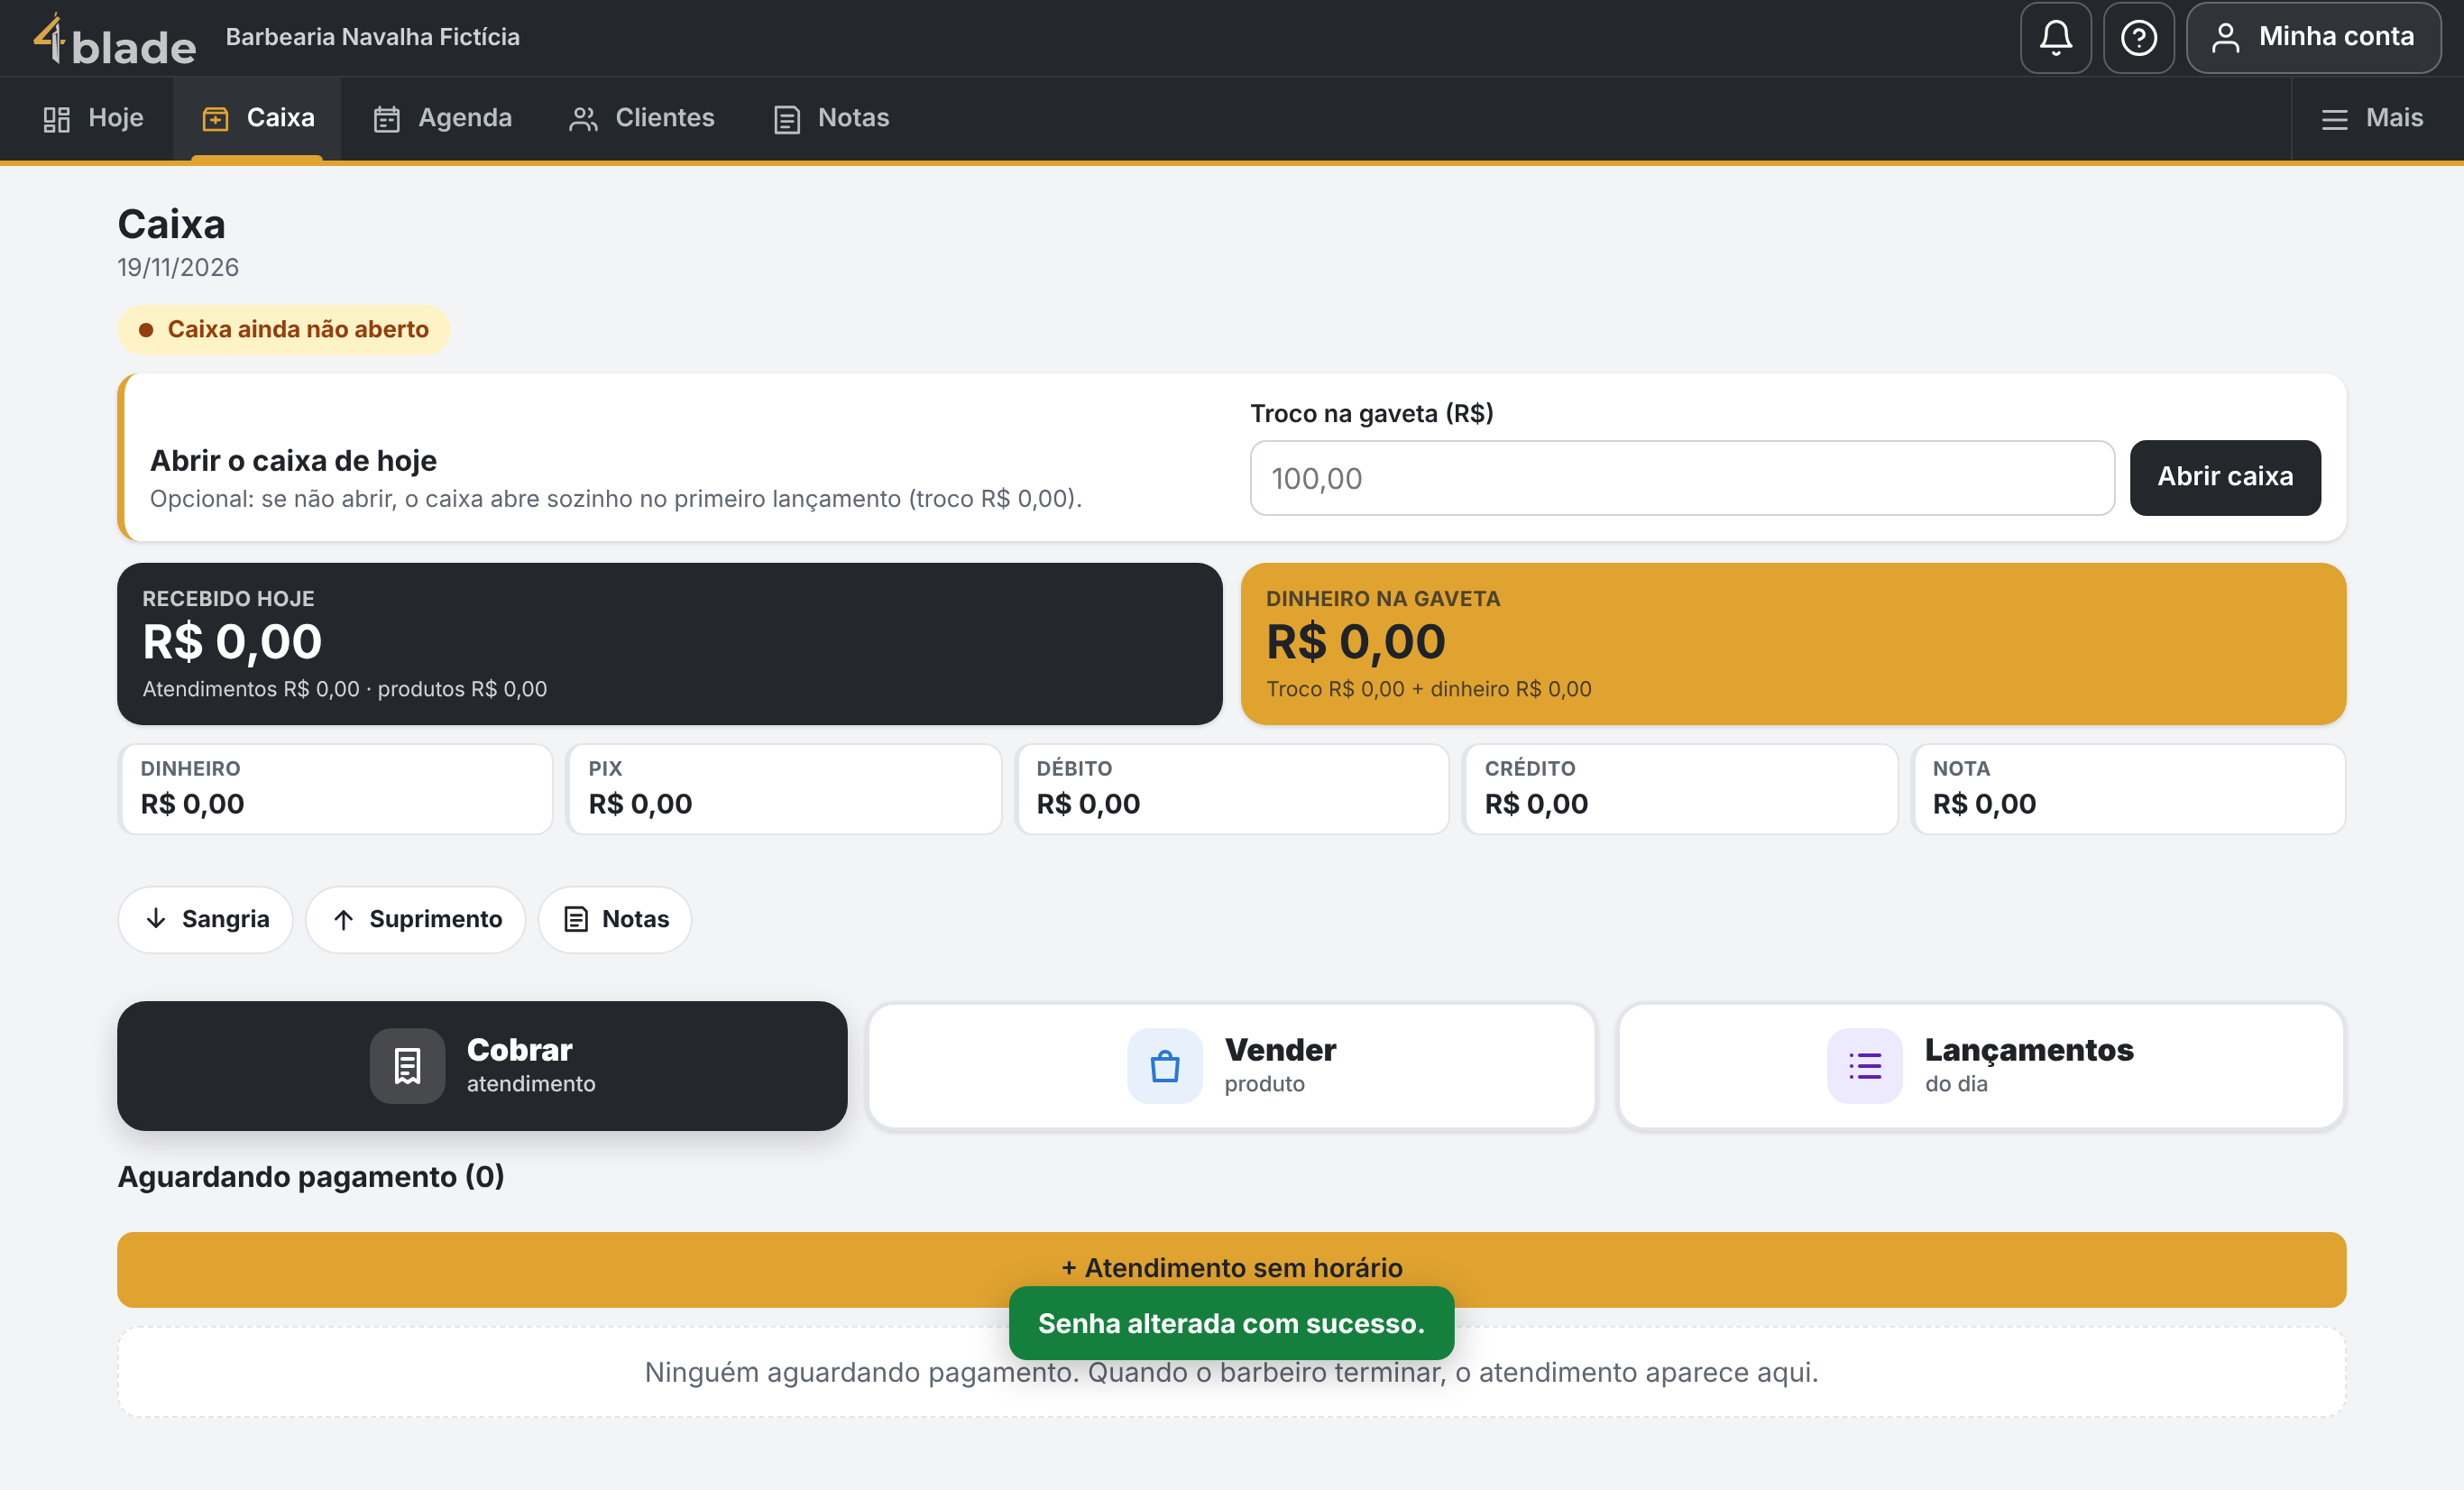 4blade
Barbearia Navalha Fictícia
Minha conta
Hoje
Caixa
Agenda
Clientes
Notas
Mais
Caixa
19/11/2026
Caixa ainda não aberto
Abrir o caixa de hoje
Opcional: se não abrir, o caixa abre sozinho no primeiro lançamento (troco R$ 0,00).
Troco na gaveta (R$)
100,00
Abrir caixa
RECEBIDO HOJE
R$ 0,00
Atendimentos R$ 0,00 · produtos R$ 0,00
DINHEIRO NA GAVETA
R$ 0,00
Troco R$ 0,00 + dinheiro R$ 0,00
DINHEIRO
R$ 0,00
PIX
R$ 0,00
DÉBITO
R$ 0,00
CRÉDITO
R$ 0,00
NOTA
R$ 0,00
Sangria
Suprimento
Notas
Cobrar
atendimento
Vender
produto
Lançamentos
do dia
Aguardando pagamento (0)
+ Atendimento sem horário
Senha alterada com sucesso.
Ninguém aguardando pagamento. Quando o barbeiro terminar, o atendimento aparece aqui.